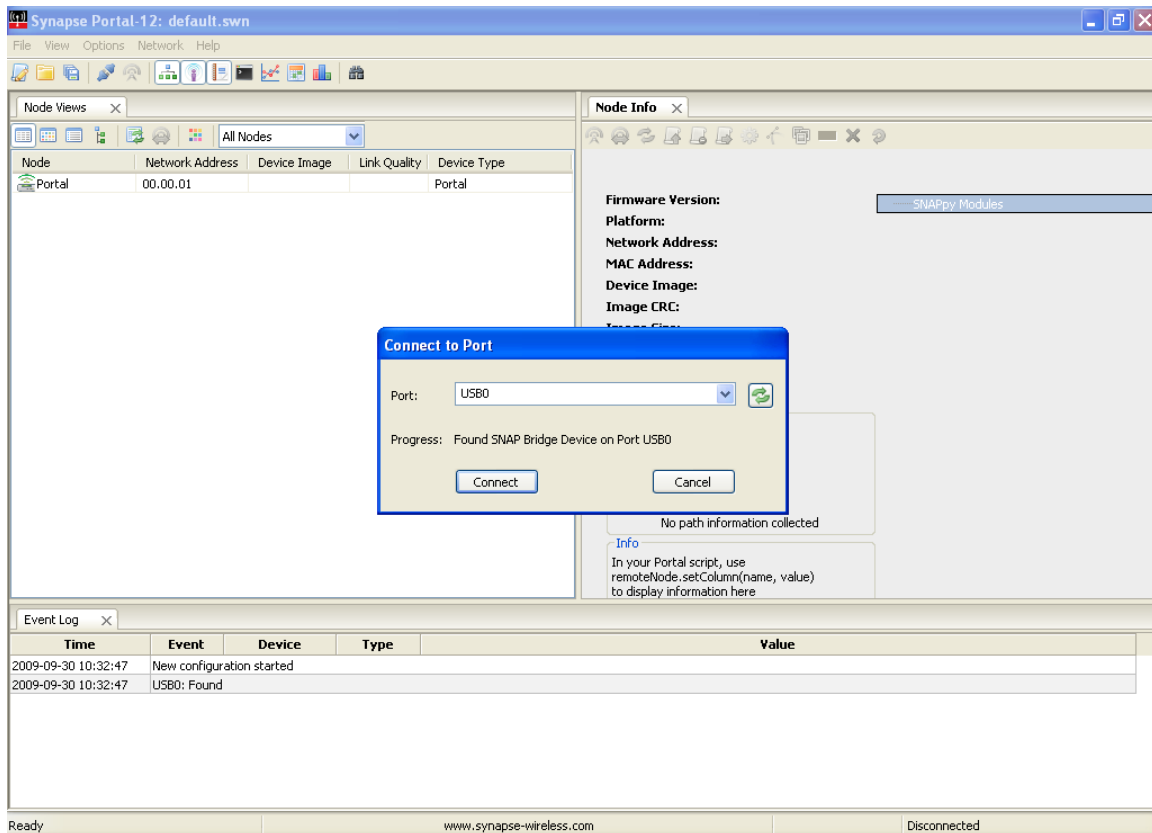 Synapse Portal-12: default.swn
File View Options Network Help
Node Views
Node Info
All Nodes
Node Network Address Device Image Link Quality Device Type
Portal 00.00.01 Portal
Firmware Version:
SNAPpy Modules
Platform:
Network Address:
MAC Address:
Device Image:
Image CRC:
Connect to Port
Port: USB0
Progress: Found SNAP Bridge Device on Port USB0
Connect Cancel
No path information collected
Info
In your Portal script, use
remoteNode.setColumn(name, value)
to display information here
Event Log
Time Event Device Type Value
2009-09-30 10:32:47 New configuration started
2009-09-30 10:32:47 USB0: Found
Ready www.synapse-wireless.com Disconnected